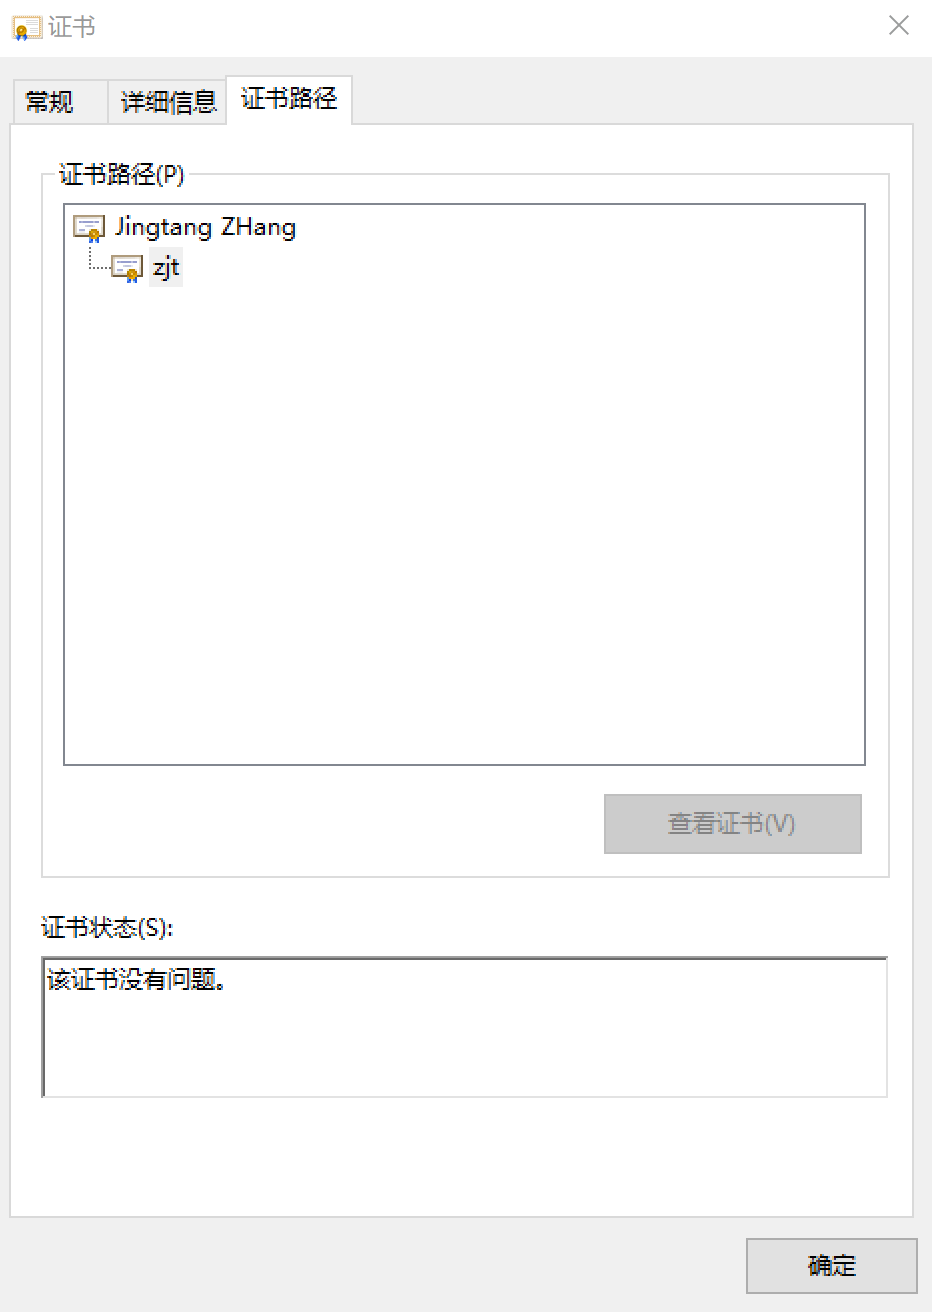 证书
常规 详细信息 证书路径
证书路径(P)
Jingtang ZHang
zjt
查看证书(V)
证书状态(S):
该证书没有问题。
确定